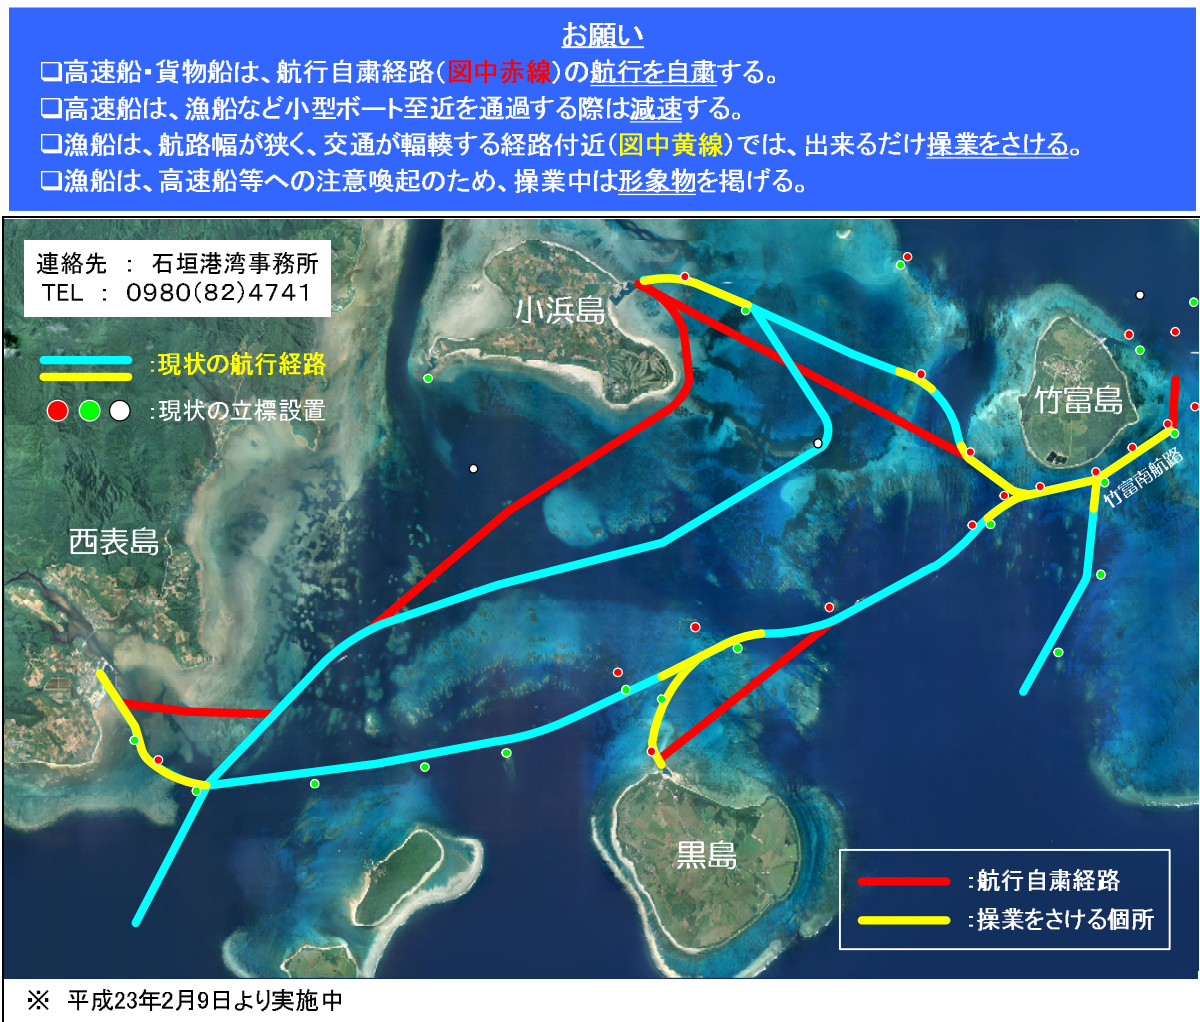 お願い
❑高速船・貨物船は、航行自粛経路(図中赤線)の航行を自粛する。
❑高速船は、漁船など小型ボート至近を通過する際は減速する。
❑漁船は、航路幅が狭く、交通が輻輳する経路付近(図中黄線)では、出来るだけ操業をさける。
❑漁船は、高速船等への注意喚起のため、操業中は形象物を掲げる。
連絡先 : 石垣港湾事務所
TEL : 0980(82)4741
:現状の航行経路
:現状の立標設置
小浜島
竹富島
竹富南航路
西表島
黒島
:航行自粛経路
:操業をさける個所
※ 平成23年2月9日より実施中